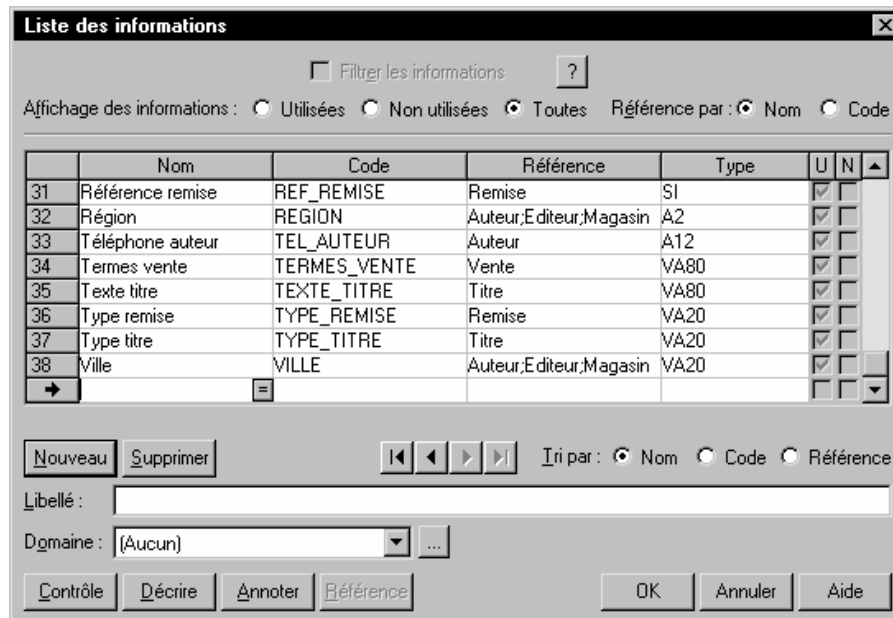 Liste des informations
Filtrer les informations ?
Affichage des informations : Utilisées Non utilisées Toutes Référence par : Nom Code
Nom Code Référence Type U N
31 Référence remise REF_REMISE Remise SI
32 Région REGION Auteur;Editeur;Magasin A2
33 Téléphone auteur TEL_AUTEUR Auteur A12
34 Termes vente TERMES_VENTE Vente VA80
35 Texte titre TEXTE_TITRE Titre VA80
36 Type remise TYPE_REMISE Remise VA20
37 Type titre TYPE_TITRE Titre VA20
38 Ville VILLE Auteur;Editeur;Magasin VA20
=
Nouveau Supprimer Tri par : Nom Code Référence
Libellé :
Domaine : (Aucun) ...
Contrôle Décrire Annoter Référence OK Annuler Aide